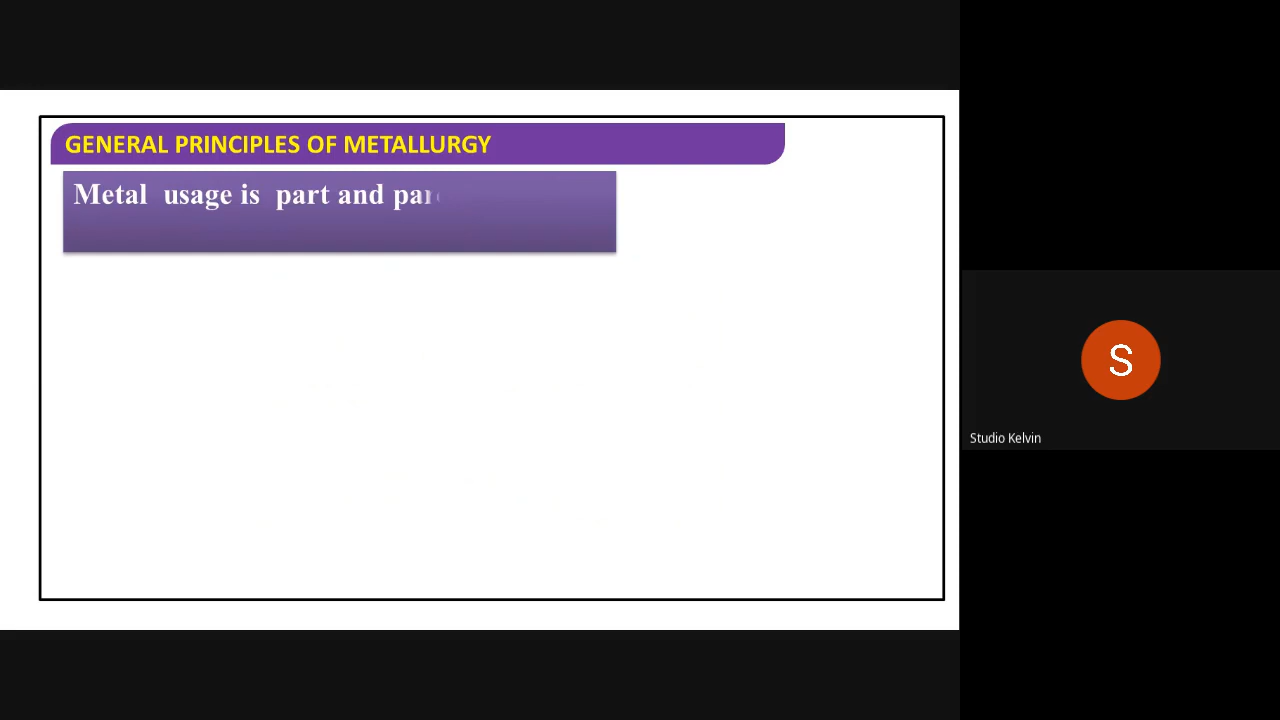 GENERAL PRINCIPLES OF METALLURGY
Metal usage is part and
S
Studio Kelvin